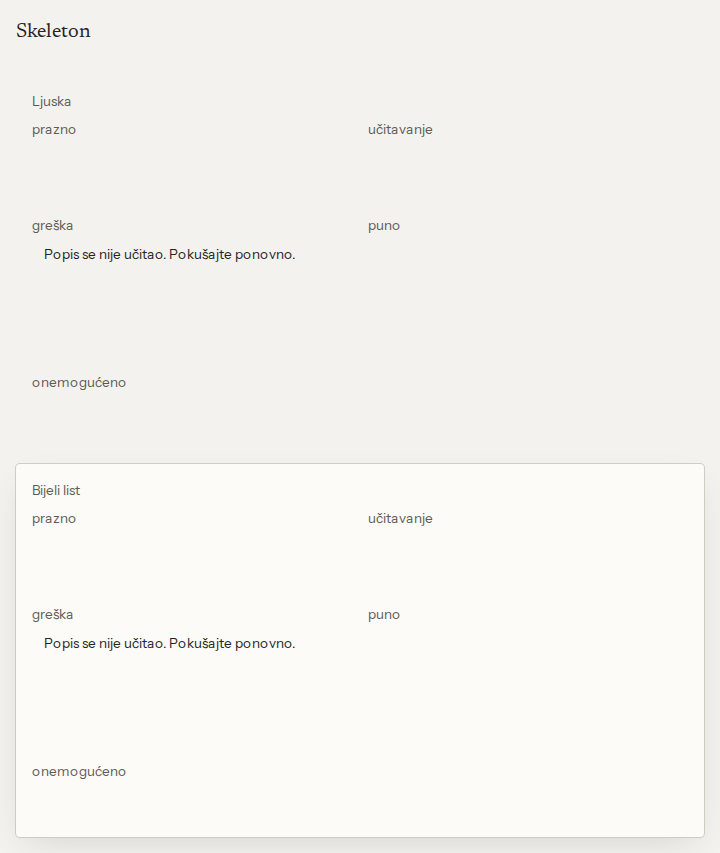 Skeleton
Ljuska
prazno
učitavanje
greška
puno
Popis se nije učitao. Pokušajte ponovno.
onemogućeno
Bijeli list
prazno
učitavanje
greška
puno
Popis se nije učitao. Pokušajte ponovno.
onemogućeno